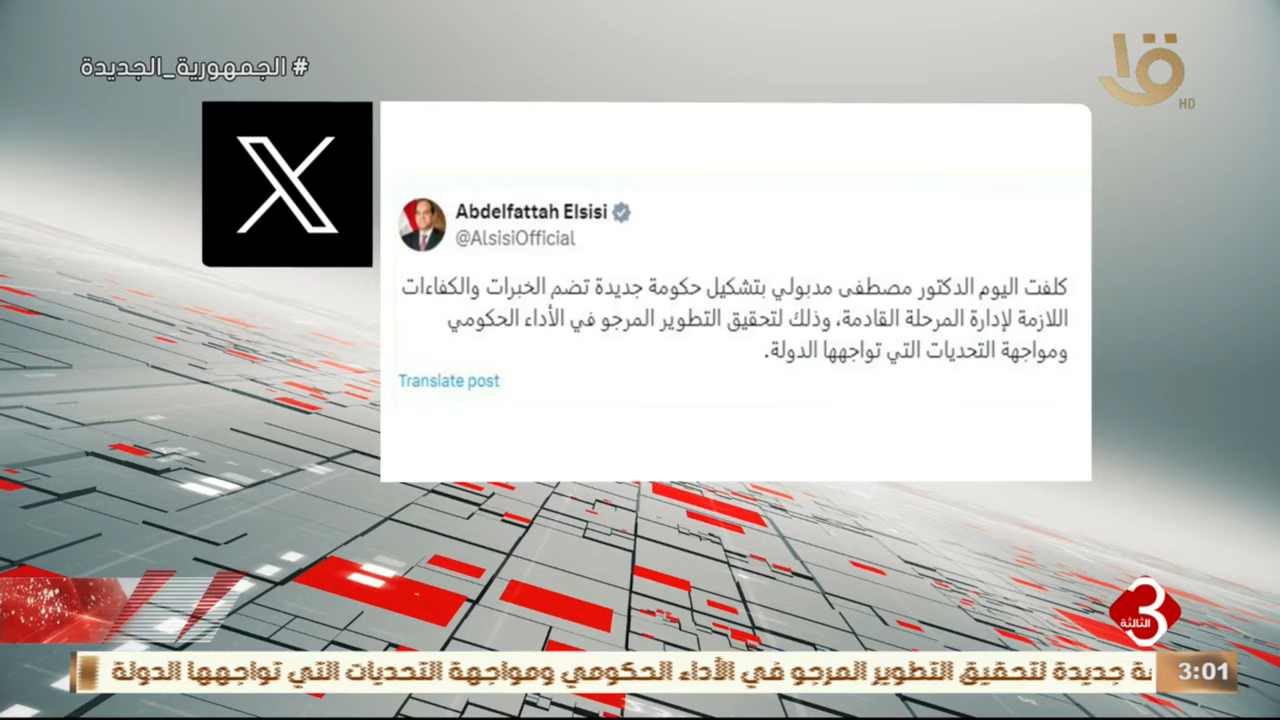 #الجمهورية_الجديدة
ا ق
HD
X
Abdelfattah Elsisi
@AlsisiOfficial
كلفت اليوم الدكتور مصطفى مدبولي بتشكيل حكومة جديدة تضم الخبرات والكفاءات
اللازمة لإدارة المرحلة القادمة، وذلك لتحقيق التطوير المرجو في الأداء الحكومي
ومواجهة التحديات التي تواجهها الدولة.
Translate post
3
الثالثة
ة جديدة لتحقيق التطوير المرجو في الأداء الحكومي ومواجهة التحديات التي تواجهها الدولة
3:01